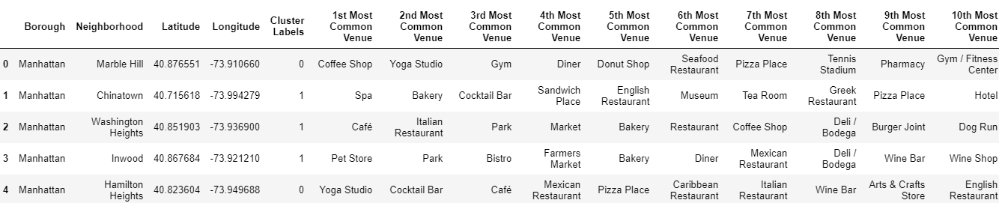 Borough Neighborhood Latitude Longitude Cluster Labels 1st Most Common Venue 2nd Most Common Venue 3rd Most Common Venue 4th Most Common Venue 5th Most Common Venue 6th Most Common Venue 7th Most Common Venue 8th Most Common Venue 9th Most Common Venue 10th Most Common Venue
0 Manhattan Marble Hill 40.876551 -73.910660 0 Coffee Shop Yoga Studio Gym Diner Donut Shop Seafood Restaurant Pizza Place Tennis Stadium Pharmacy Gym / Fitness Center
1 Manhattan Chinatown 40.715618 -73.994279 1 Spa Bakery Cocktail Bar Sandwich Place English Restaurant Museum Tea Room Greek Restaurant Pizza Place Hotel
2 Manhattan Washington Heights 40.851903 -73.936900 1 Café Italian Restaurant Park Market Bakery Restaurant Coffee Shop Deli / Bodega Burger Joint Dog Run
3 Manhattan Inwood 40.867684 -73.921210 1 Pet Store Park Bistro Farmers Market Bakery Diner Mexican Restaurant Deli / Bodega Wine Bar Wine Shop
4 Manhattan Hamilton Heights 40.823604 -73.949688 0 Yoga Studio Cocktail Bar Café Mexican Restaurant Pizza Place Caribbean Restaurant Italian Restaurant Wine Bar Arts & Crafts Store English Restaurant